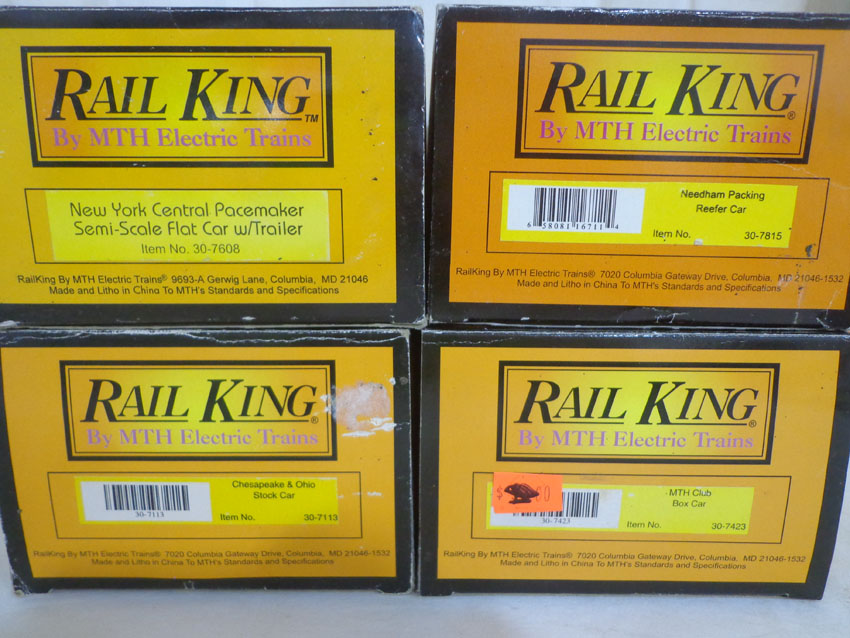 RAIL KING™
By MTH Electric Trains
New York Central Pacemaker
Semi-Scale Flat Car w/Trailer
Item No. 30-7608
RailKing By MTH Electric Trains® 9693-A Gerwig Lane, Columbia, MD 21046
Made and Litho in China To MTH's Standards and Specifications
RAIL KING®
By MTH Electric Trains
6 58081 16711 4
Needham Packing
Reefer Car
Item No. 30-7815
RailKing By MTH Electric Trains® 7020 Columbia Gateway Drive, Columbia, MD 21046-1532
Made and Litho in China To MTH's Standards and Specifications
RAIL KING®
By MTH Electric Trains
30-7113
Chesapeake & Ohio
Stock Car
Item No. 30-7113
RailKing By MTH Electric Trains® 7020 Columbia Gateway Drive, Columbia, MD 21046-1532
Made and Litho in China To MTH's Standards and Specifications
RAIL KING®
By MTH Electric Trains
$
30-7423
MTH Club
Box Car
Item No. 30-7423
RailKing By MTH Electric Trains® 7020 Columbia Gateway Drive, Columbia, MD 21046-1532
Made and Litho in China To MTH's Standards and Specifications